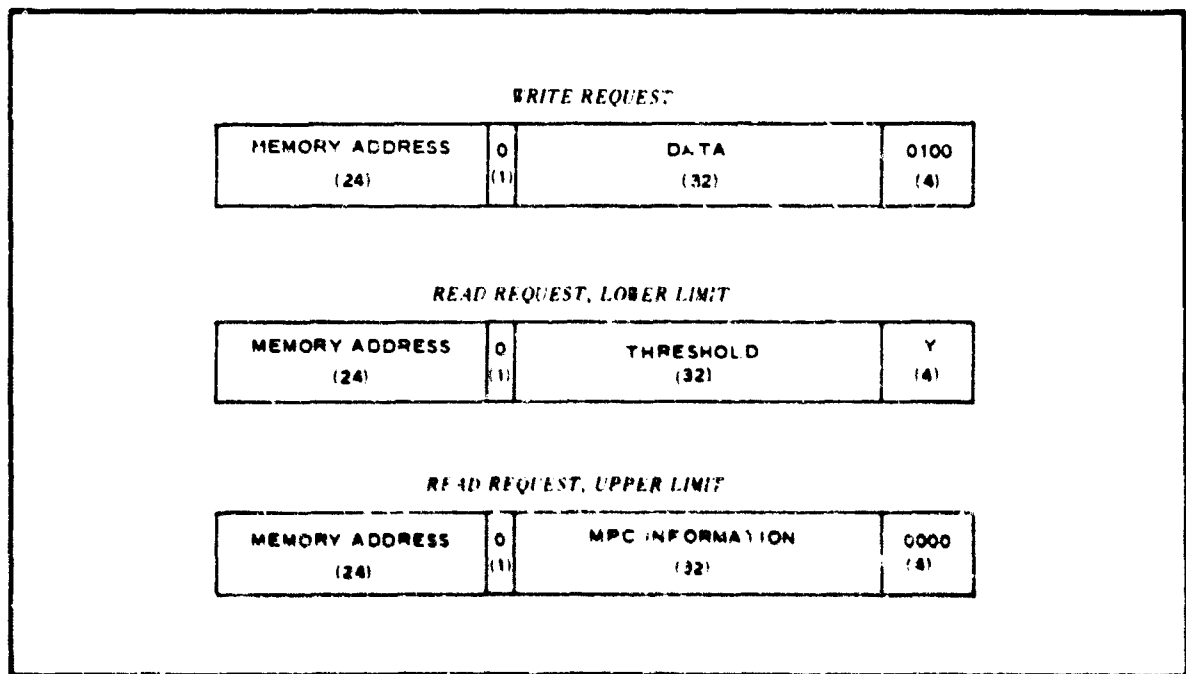 WRITE REQUEST
MEMORY ADDRESS 0 DATA 0100
(24) (1) (32) (4)
READ REQUEST, LOWER LIMIT
MEMORY ADDRESS 0 THRESHOLD Y
(24) (1) (32) (4)
READ REQUEST, UPPER LIMIT
MEMORY ADDRESS 0 MPC INFORMATION 0000
(24) (1) (32) (4)